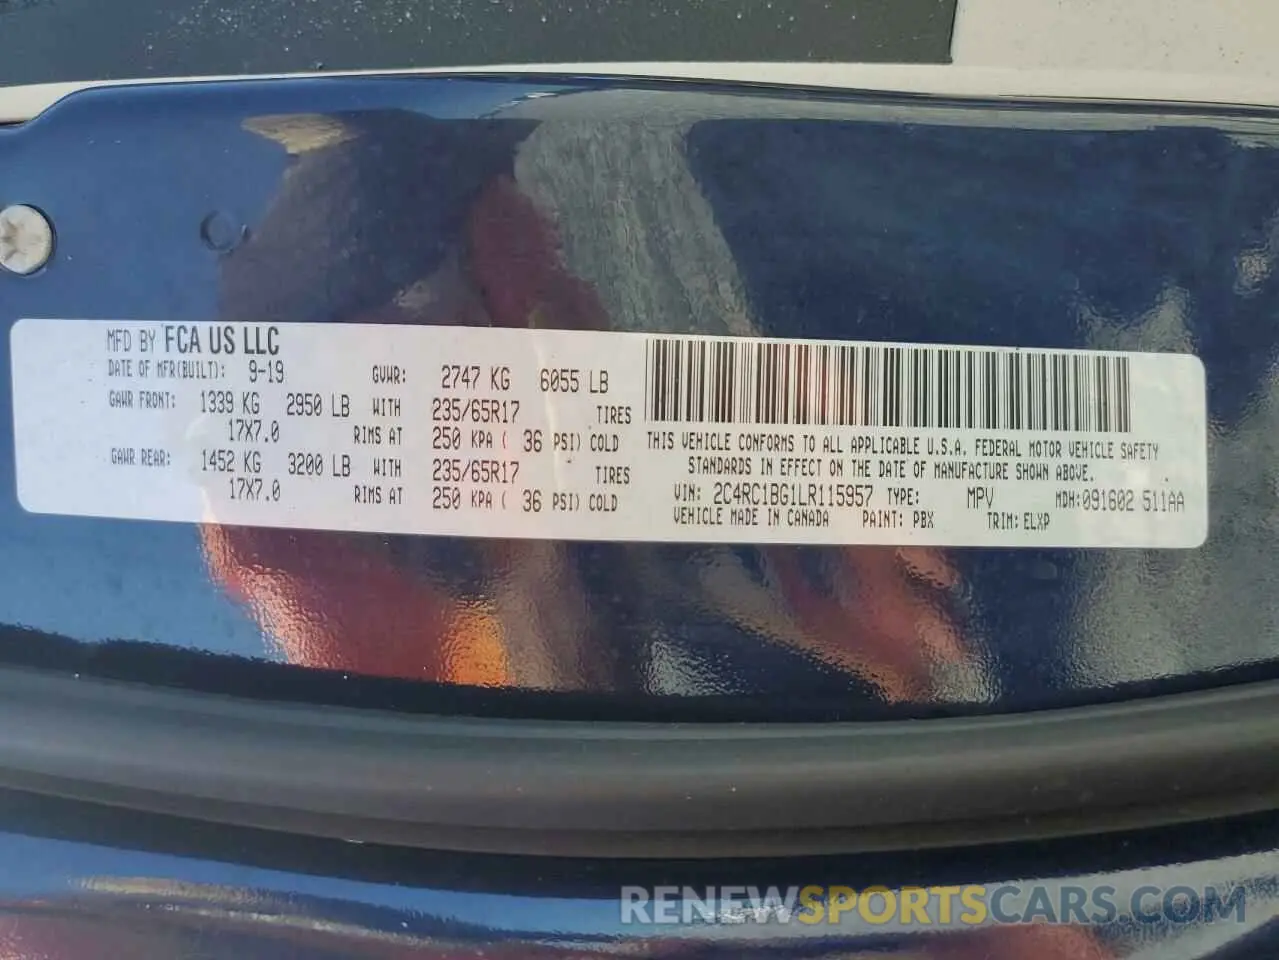 MFD BY FCA US LLC
DATE OF MFR(BUILT): 9-19 GVWR: 2747 KG 6055 LB
GAWR FRONT: 1339 KG 2950 LB WITH 235/65R17 TIRES
17X7.0 RIMS AT 250 KPA ( 36 PSI) COLD
GAWR REAR: 1452 KG 3200 LB WITH 235/65R17 TIRES
17X7.0 RIMS AT 250 KPA ( 36 PSI) COLD
THIS VEHICLE CONFORMS TO ALL APPLICABLE U.S.A. FEDERAL MOTOR VEHICLE SAFETY
STANDARDS IN EFFECT ON THE DATE OF MANUFACTURE SHOWN ABOVE.
VIN: 2C4RC1BG1LR115957 TYPE: MPV MDH:091602 511AA
VEHICLE MADE IN CANADA PAINT: PBX TRIM: ELXP
RENEWSPORTSCARS.COM